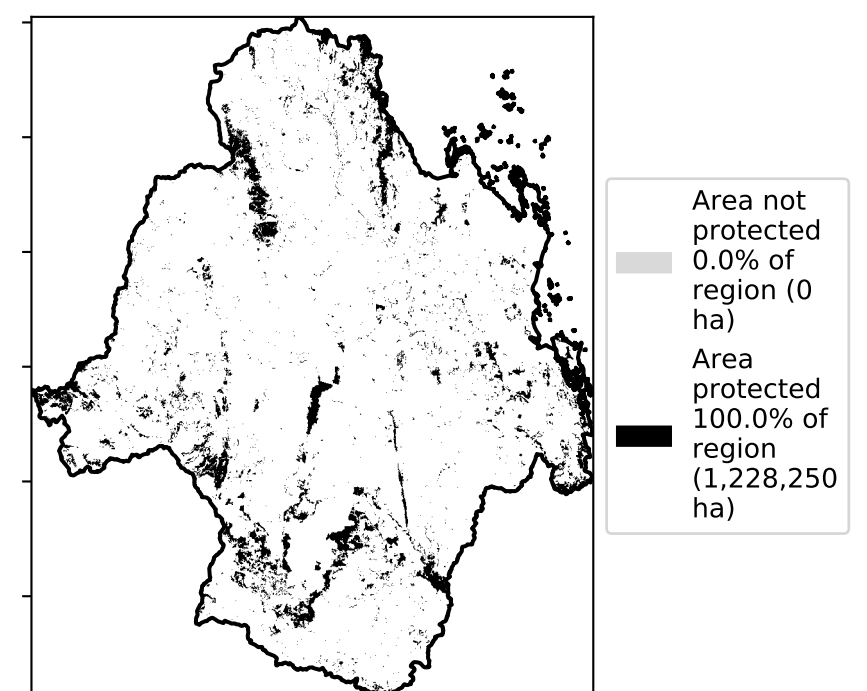 Area not
protected
0.0% of
region (0
ha)
Area
protected
100.0% of
region
(1,228,250
ha)